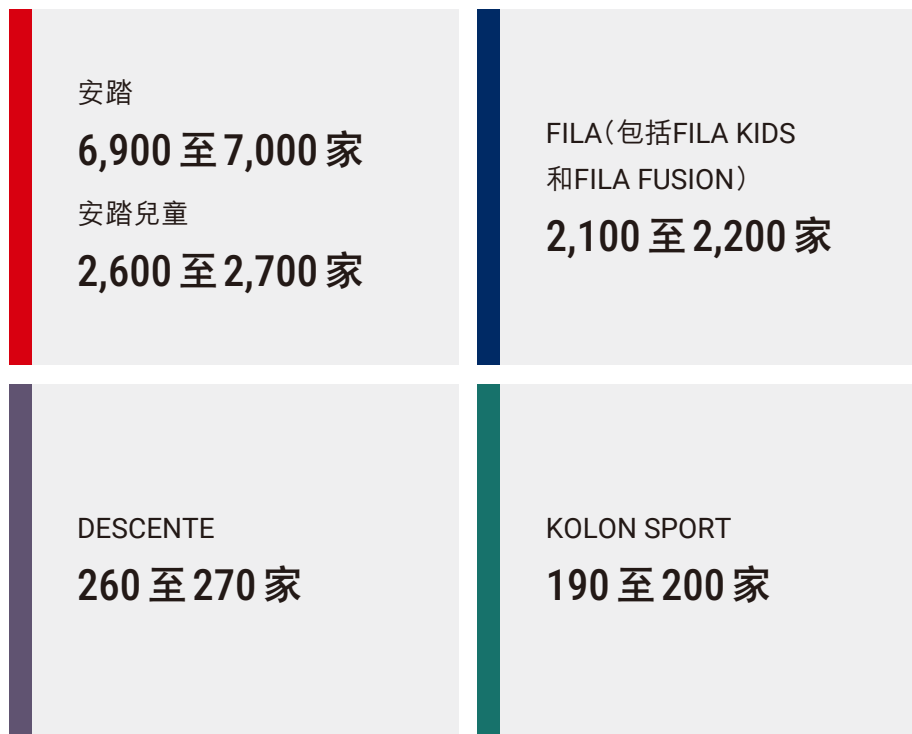 安踏
6,900 至 7,000 家
安踏兒童
2,600 至 2,700 家
FILA（包括FILA KIDS
和FILA FUSION）
2,100 至 2,200 家
DESCENTE
260 至 270 家
KOLON SPORT
190 至 200 家